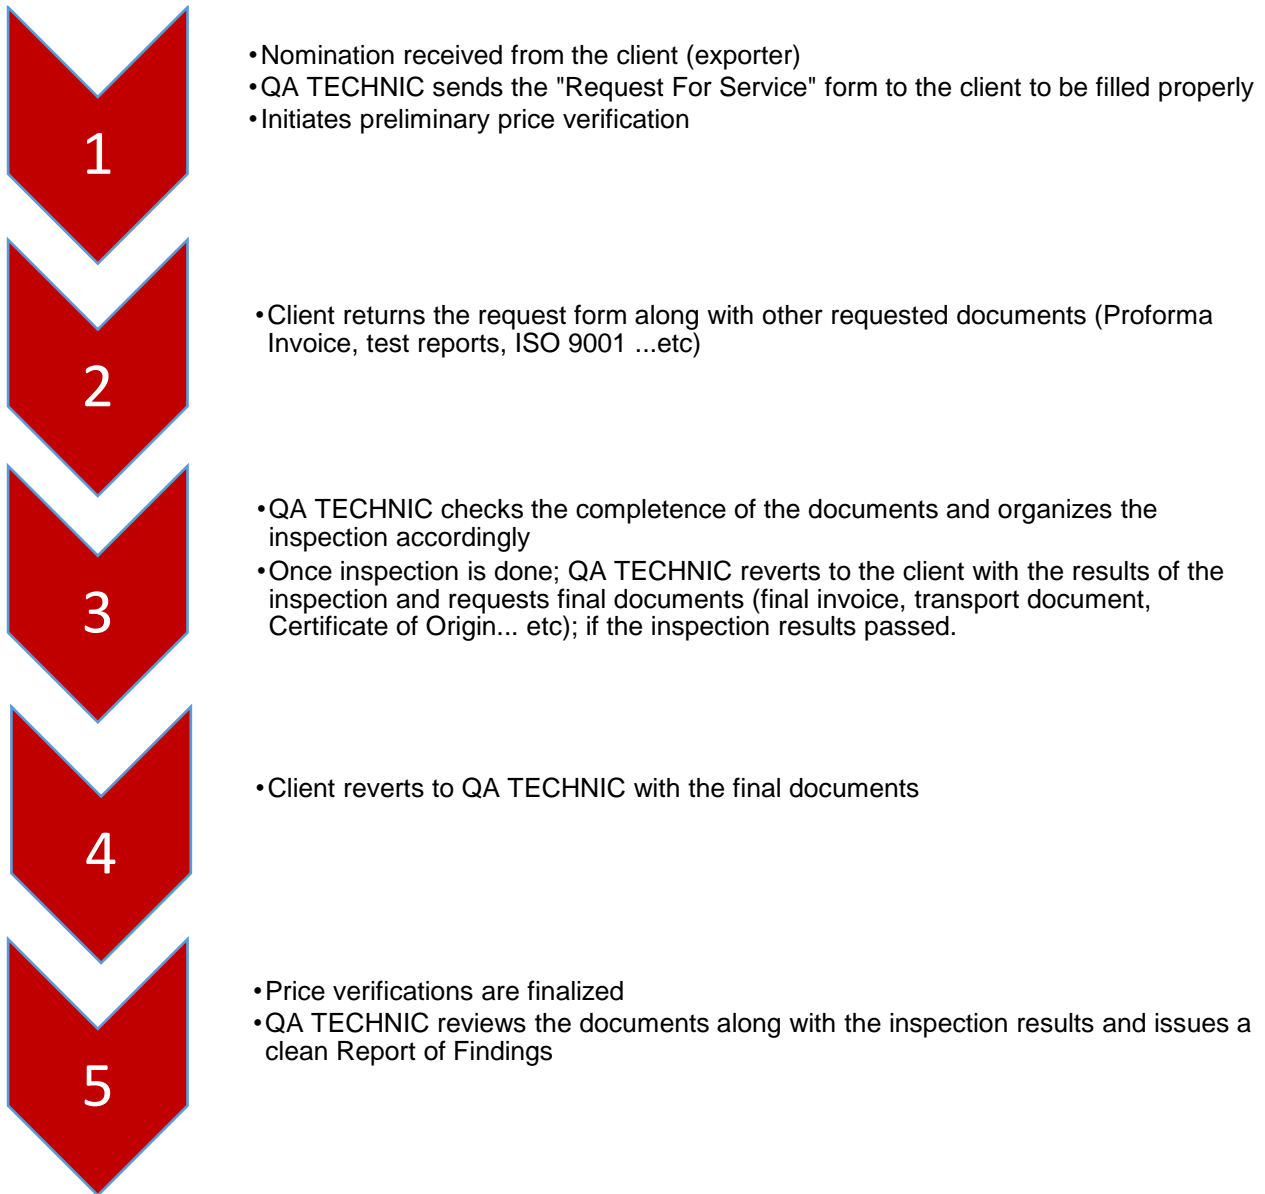 1
•Nomination received from the client (exporter)
•QA TECHNIC sends the "Request For Service" form to the client to be filled properly
•Initiates preliminary price verification
2
•Client returns the request form along with other requested documents (Proforma
Invoice, test reports, ISO 9001 ...etc)
3
•QA TECHNIC checks the completence of the documents and organizes the
inspection accordingly
•Once inspection is done; QA TECHNIC reverts to the client with the results of the
inspection and requests final documents (final invoice, transport document,
Certificate of Origin... etc); if the inspection results passed.
4
•Client reverts to QA TECHNIC with the final documents
5
•Price verifications are finalized
•QA TECHNIC reviews the documents along with the inspection results and issues a
clean Report of Findings